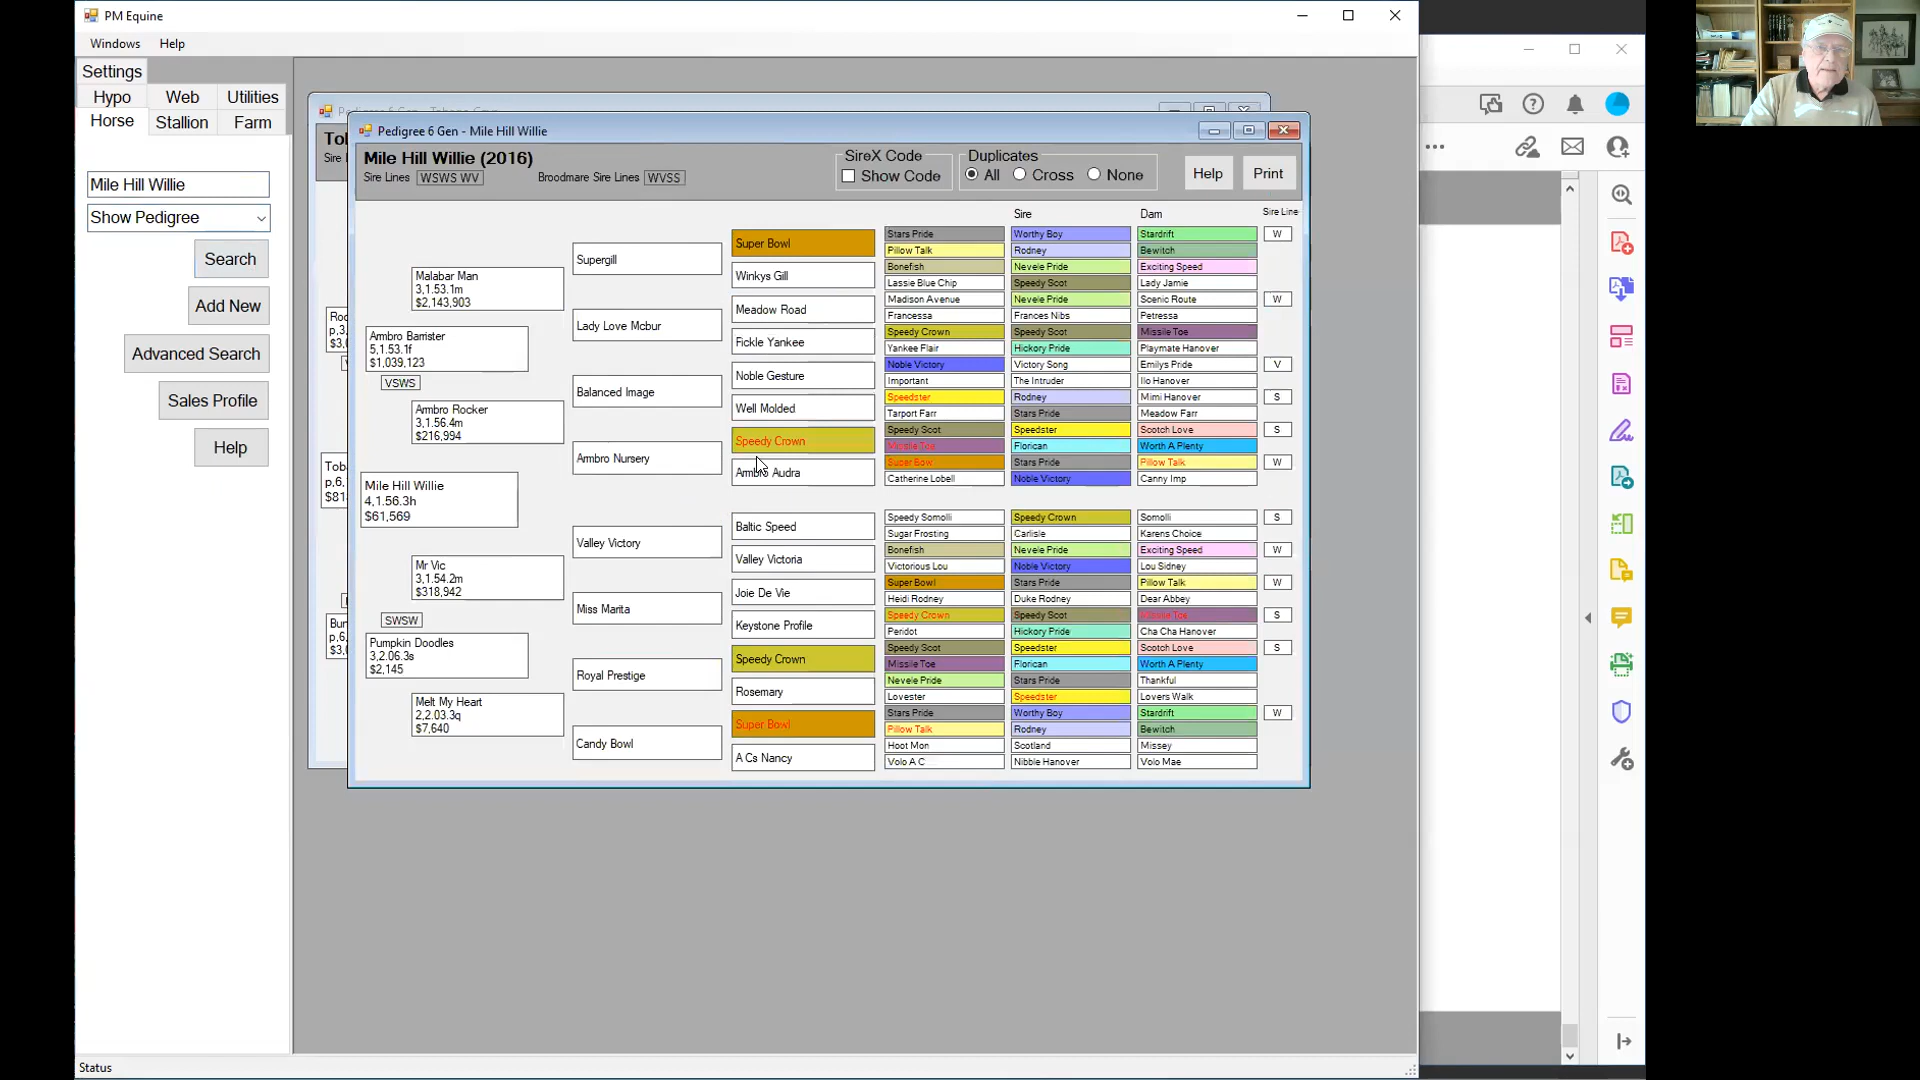 PM Equine
Windows Help
Settings
Hypo Web Utilities
Horse Stallion Farm
Mile Hill Willie
Show Pedigree
Search
Add New
Advanced Search
Sales Profile
Help
Status
Pedigree 6 Gen - Mile Hill Willie
Mile Hill Willie (2016)
Sire Lines WSWS WV Broodmare Sire Lines WVSS
SireX Code
Show Code
Duplicates
All Cross None
Help
Print
Mile Hill Willie
4,1.56.3h
$61,569
Ambro Barrister
5,1.53.1f
$1,039,123
VSWS
SWSW
Pumpkin Doodles
3,2.06.3s
$2,145
Malabar Man
3,1.53.1m
$2,143,903
Ambro Rocker
3,1.56.4m
$216,994
Mr Vic
3,1.54.2m
$318,942
Melt My Heart
2,2.03.3q
$7,640
Supergill
Lady Love Mcbur
Balanced Image
Ambro Nursery
Valley Victory
Miss Marita
Royal Prestige
Candy Bowl
Super Bowl
Winkys Gill
Meadow Road
Fickle Yankee
Noble Gesture
Well Molded
Speedy Crown
Ambro Audra
Baltic Speed
Valley Victoria
Joie De Vie
Keystone Profile
Speedy Crown
Rosemary
Super Bowl
A Cs Nancy
Sire Dam Sire Line
Stars Pride Worthy Boy Stardrift W
Pillow Talk Rodney Bewitch
Bonefish Nevele Pride Exciting Speed
Lassie Blue Chip Speedy Scot Lady Jamie
Madison Avenue Nevele Pride Scenic Route W
Francessa Frances Nibs Petressa
Speedy Crown Speedy Scot Missile Toe
Yankee Flair Hickory Pride Playmate Hanover
Noble Victory Victory Song Emilys Pride V
Important The Intruder Ilo Hanover
Speedster Rodney Mimi Hanover S
Tarport Farr Stars Pride Meadow Farr
Speedy Scot Speedster Scotch Love S
Missile Toe Florican Worth A Plenty
Super Bowl Stars Pride Pillow Talk W
Catherine Lobell Noble Victory Canny Imp
Speedy Somolli Speedy Crown Somolli S
Sugar Frosting Carlisle Karens Choice
Bonefish Nevele Pride Exciting Speed W
Victorious Lou Noble Victory Lou Sidney
Super Bowl Stars Pride Pillow Talk W
Heidi Rodney Duke Rodney Dear Abbey
Speedy Crown Speedy Scot Missile Toe S
Peridot Hickory Pride Cha Cha Hanover
Speedy Scot Speedster Scotch Love S
Missile Toe Florican Worth A Plenty
Nevele Pride Stars Pride Thankful
Lovester Speedster Lovers Walk
Stars Pride Worthy Boy Stardrift W
Pillow Talk Rodney Bewitch
Hoot Mon Scotland Missey
Volo A C Nibble Hanover Volo Mae